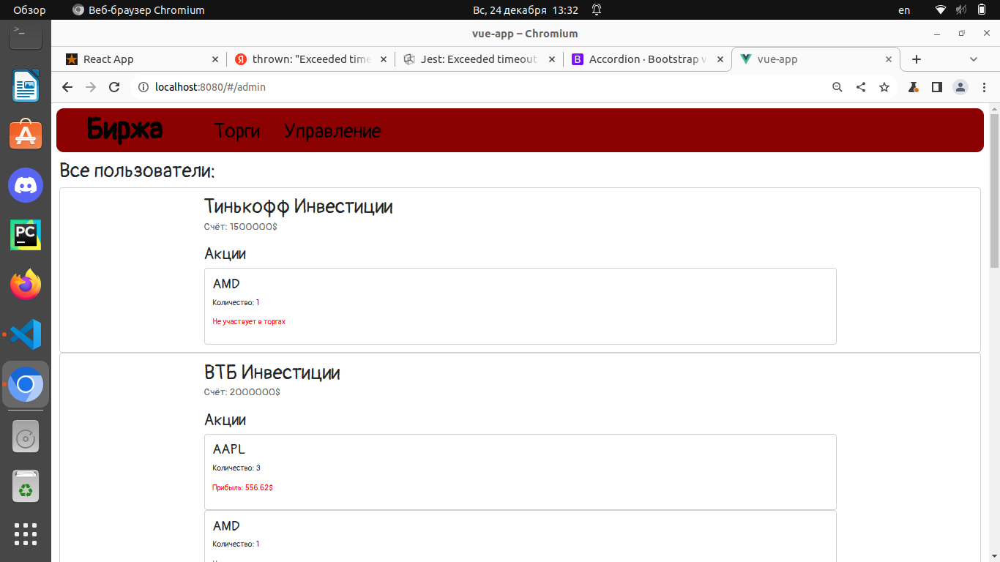 Обзор Веб-браузер Chromium Вс, 24 декабря 13:32 en
vue-app – Chromium
React App thrown: "Exceeded time Jest: Exceeded timeout Accordion · Bootstrap v vue-app
localhost:8080/#/admin
Биржа Торги Управление
Все пользователи:
Тинькофф Инвестиции
Счёт: 1500000$
Акции
AMD
Количество: 1
Не участвует в торгах
ВТБ Инвестиции
Счёт: 2000000$
Акции
AAPL
Количество: 3
Прибыль: 556.62$
AMD
Количество: 1